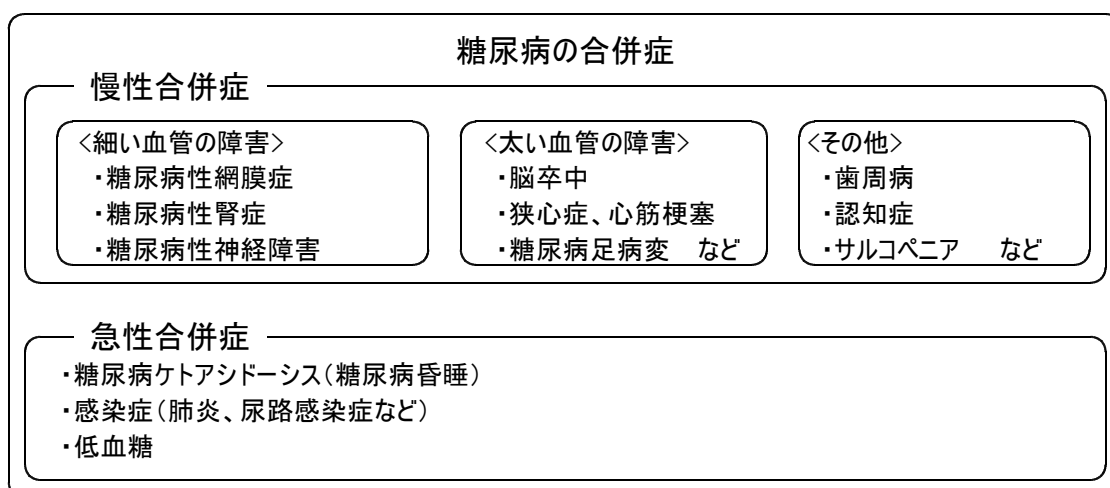 糖尿病の合併症
慢性合併症
<細い血管の障害>
・糖尿病性網膜症
・糖尿病性腎症
・糖尿病性神経障害
<太い血管の障害>
・脳卒中
・狭心症、心筋梗塞
・糖尿病足病変　など
<その他>
・歯周病
・認知症
・サルコペニア　など
急性合併症
・糖尿病ケトアシドーシス（糖尿病昏睡）
・感染症（肺炎、尿路感染症など）
・低血糖